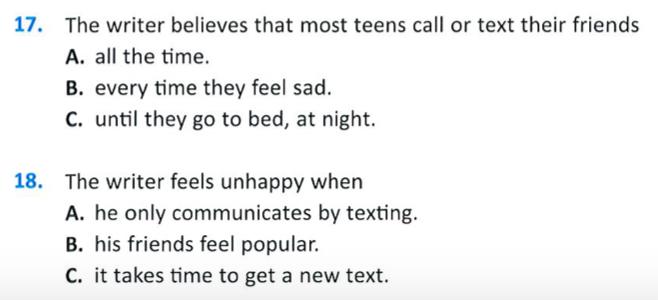 17. The writer believes that most teens call or text their friends
A. all the time.
B. every time they feel sad.
C. until they go to bed, at night.
18. The writer feels unhappy when
A. he only communicates by texting.
B. his friends feel popular.
C. it takes time to get a new text.